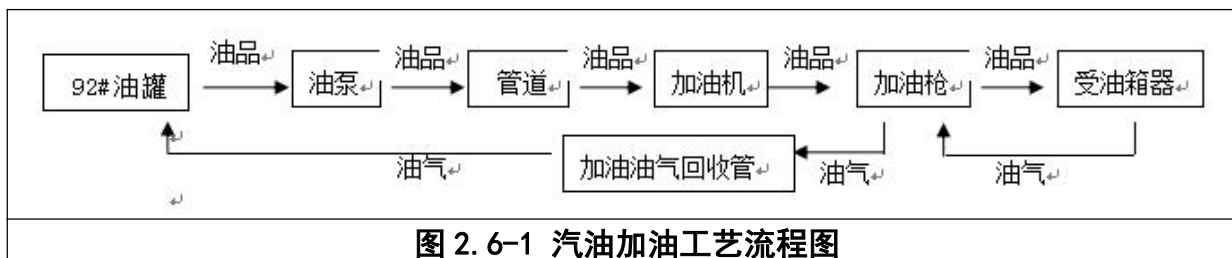 油品 油品 油品 油品 油品
92#油罐 油泵 管道 加油机 加油枪 受油箱器
油气 加油油气回收管 油气 油气
图 2.6-1 汽油加油工艺流程图